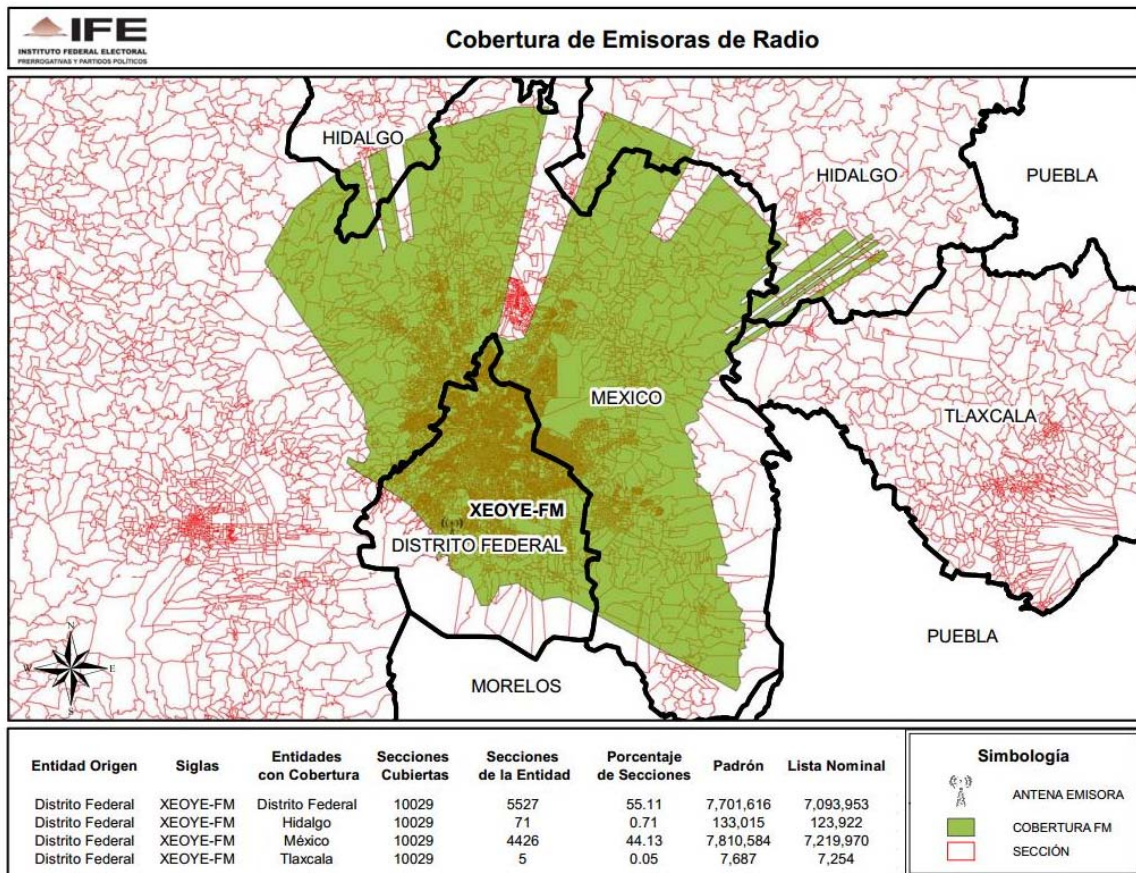 IFE
INSTITUTO FEDERAL ELECTORAL
PRERROGATIVAS Y PARTIDOS POLÍTICOS
Cobertura de Emisoras de Radio
HIDALGO
HIDALGO
PUEBLA
MEXICO
TLAXCALA
XEOYE-FM
DISTRITO FEDERAL
PUEBLA
MORELOS
N
W E
S
Entidad Origen Siglas Entidades con Cobertura Secciones Cubiertas Secciones de la Entidad Porcentaje de Secciones Padrón Lista Nominal
Distrito Federal XEOYE-FM Distrito Federal 10029 5527 55.11 7,701,616 7,093,953
Distrito Federal XEOYE-FM Hidalgo 10029 71 0.71 133,015 123,922
Distrito Federal XEOYE-FM México 10029 4426 44.13 7,810,584 7,219,970
Distrito Federal XEOYE-FM Tlaxcala 10029 5 0.05 7,687 7,254
Simbología
ANTENA EMISORA
COBERTURA FM
SECCIÓN